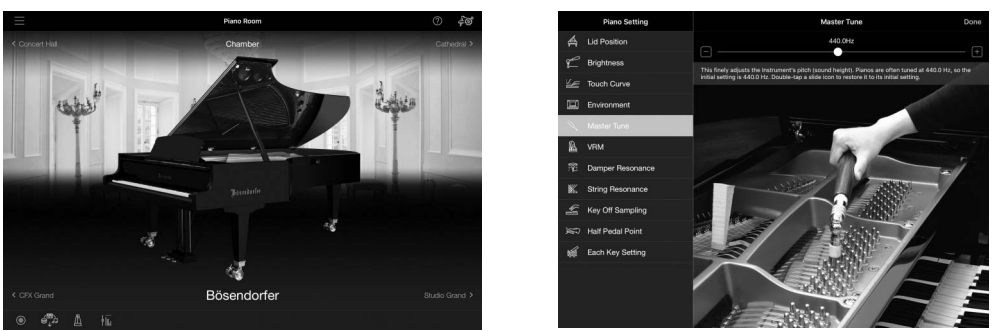 Piano Room
< Concert Hall
Chamber
Cathedral >
Bösendorfer
< CFX Grand
Bösendorfer
Studio Grand >
Piano Setting
Lid Position
Brightness
Touch Curve
Environment
Master Tune
VRM
Damper Resonance
String Resonance
Key Off Sampling
Half Pedal Point
Each Key Setting
Master Tune
Done
440.0Hz
This finely adjusts the Instrument's pitch (sound height). Pianos are often tuned at 440.0 Hz, so the
initial setting is 440.0 Hz. Double-tap a slide icon to restore it to its initial setting.